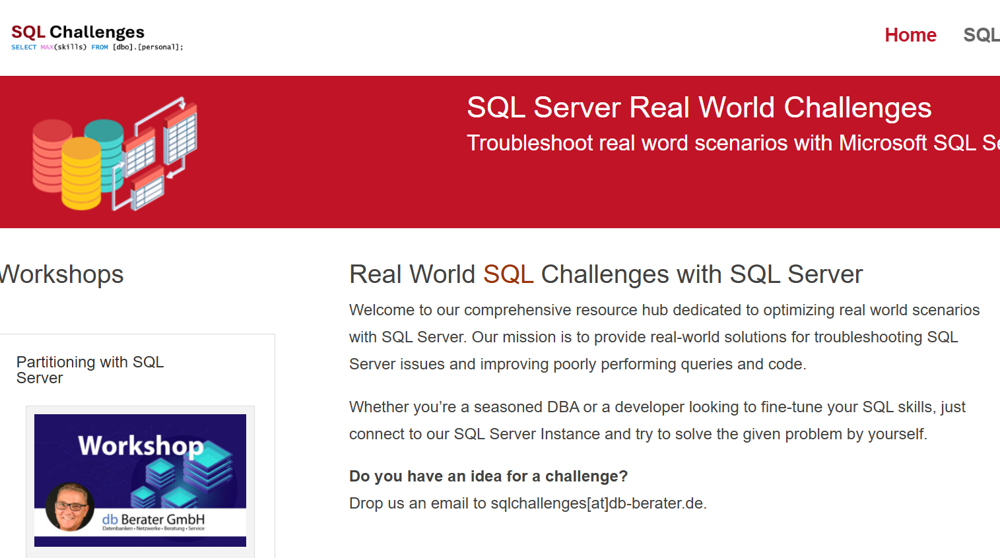 SQL Challenges
SELECT MAX(skills) FROM [dbo].[personal];
Home SQL
SQL Server Real World Challenges
Troubleshoot real word scenarios with Microsoft SQL Se
Workshops
Partitioning with SQL
Server
Workshop
db Berater GmbH
Datenbanken • Netzwerke • Beratung • Service
Real World SQL Challenges with SQL Server
Welcome to our comprehensive resource hub dedicated to optimizing real world scenarios
with SQL Server. Our mission is to provide real-world solutions for troubleshooting SQL
Server issues and improving poorly performing queries and code.
Whether you’re a seasoned DBA or a developer looking to fine-tune your SQL skills, just
connect to our SQL Server Instance and try to solve the given problem by yourself.
Do you have an idea for a challenge?
Drop us an email to sqlchallenges[at]db-berater.de.